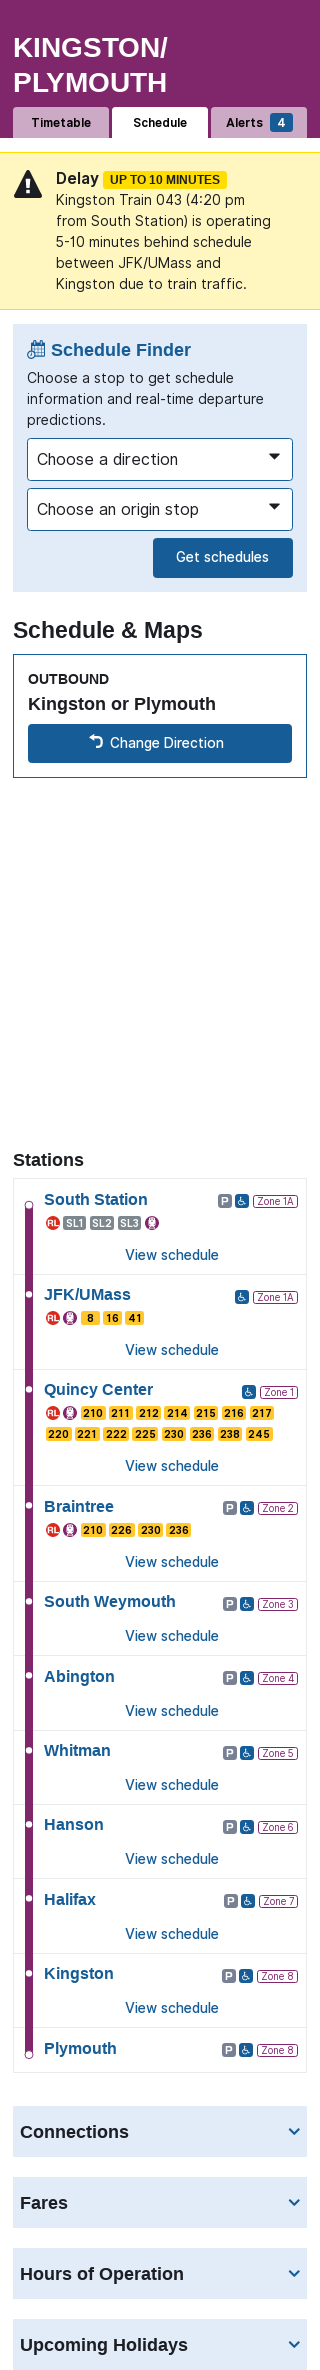 KINGSTON/
PLYMOUTH
Timetable Schedule Alerts 4
Delay UP TO 10 MINUTES
Kingston Train 043 (4:20 pm
from South Station) is operating
5-10 minutes behind schedule
between JFK/UMass and
Kingston due to train traffic.
Schedule Finder
Choose a stop to get schedule
information and real-time departure
predictions.
Choose a direction
Choose an origin stop
Get schedules
Schedule & Maps
OUTBOUND
Kingston or Plymouth
Change Direction
Stations
South Station P Zone 1A
RL SL1 SL2 SL3
View schedule
JFK/UMass Zone 1A
RL 8 16 41
View schedule
Quincy Center Zone 1
RL 210 211 212 214 215 216 217
220 221 222 225 230 236 238 245
View schedule
Braintree P Zone 2
RL 210 226 230 236
View schedule
South Weymouth P Zone 3
View schedule
Abington P Zone 4
View schedule
Whitman P Zone 5
View schedule
Hanson P Zone 6
View schedule
Halifax P Zone 7
View schedule
Kingston P Zone 8
View schedule
Plymouth P Zone 8
Connections
Fares
Hours of Operation
Upcoming Holidays